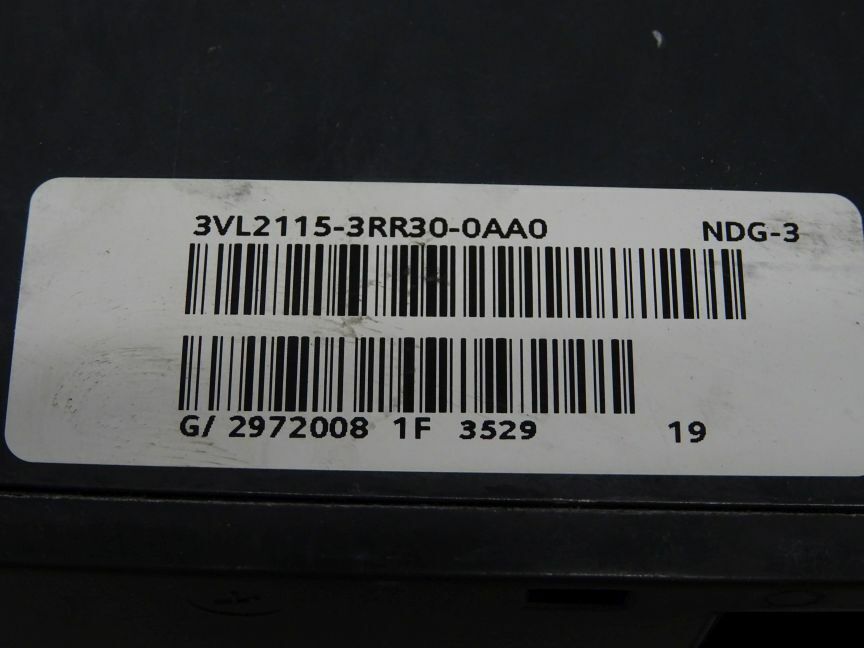 3VL2115-3RR30-0AA0 NDG-3
G/ 2972008 1F 3529 19